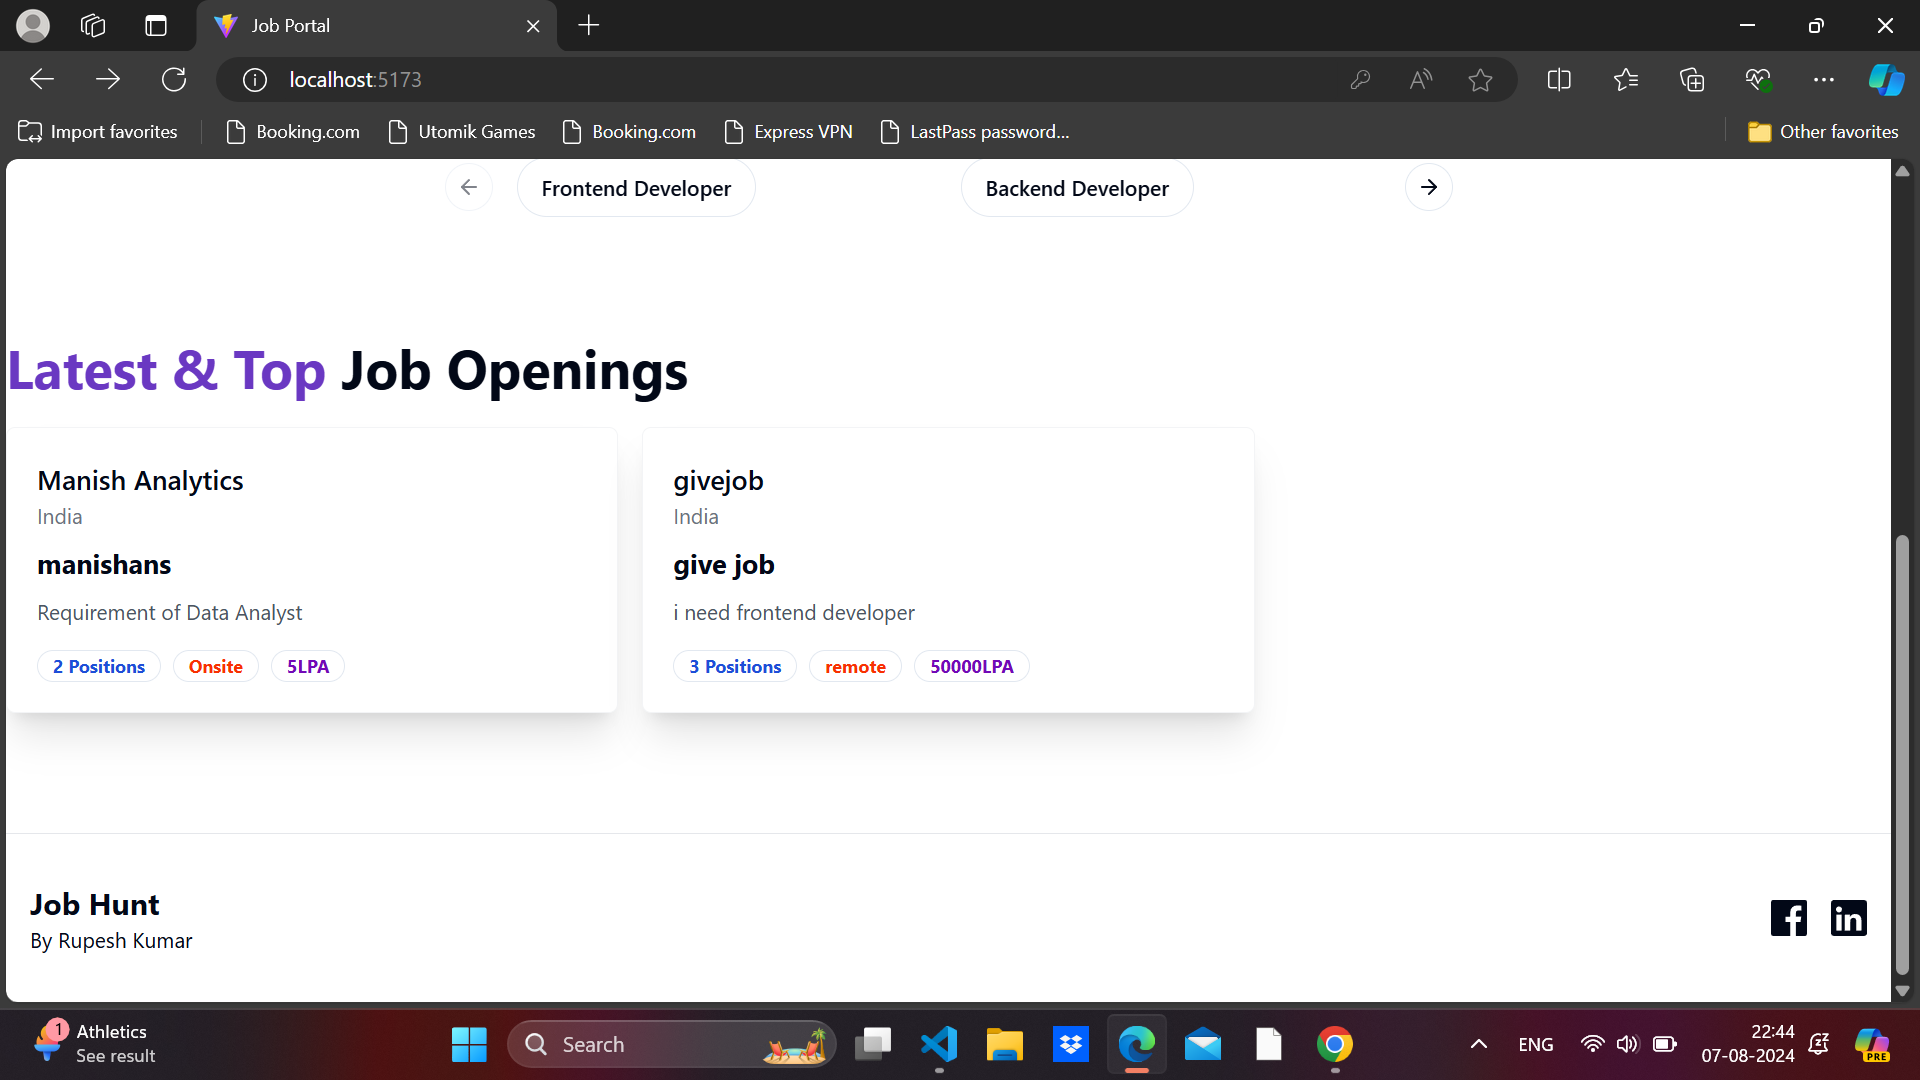 Job Portal
localhost:5173
Import favorites
Booking.com
Utomik Games
Booking.com
Express VPN
LastPass password...
Other favorites
Frontend Developer
Backend Developer
Latest & Top Job Openings
Manish Analytics
India
manishans
Requirement of Data Analyst
2 Positions Onsite 5LPA
givejob
India
give job
i need frontend developer
3 Positions remote 50000LPA
Job Hunt
By Rupesh Kumar
1
Athletics
See result
Search
ENG
22:44
07-08-2024
PRE